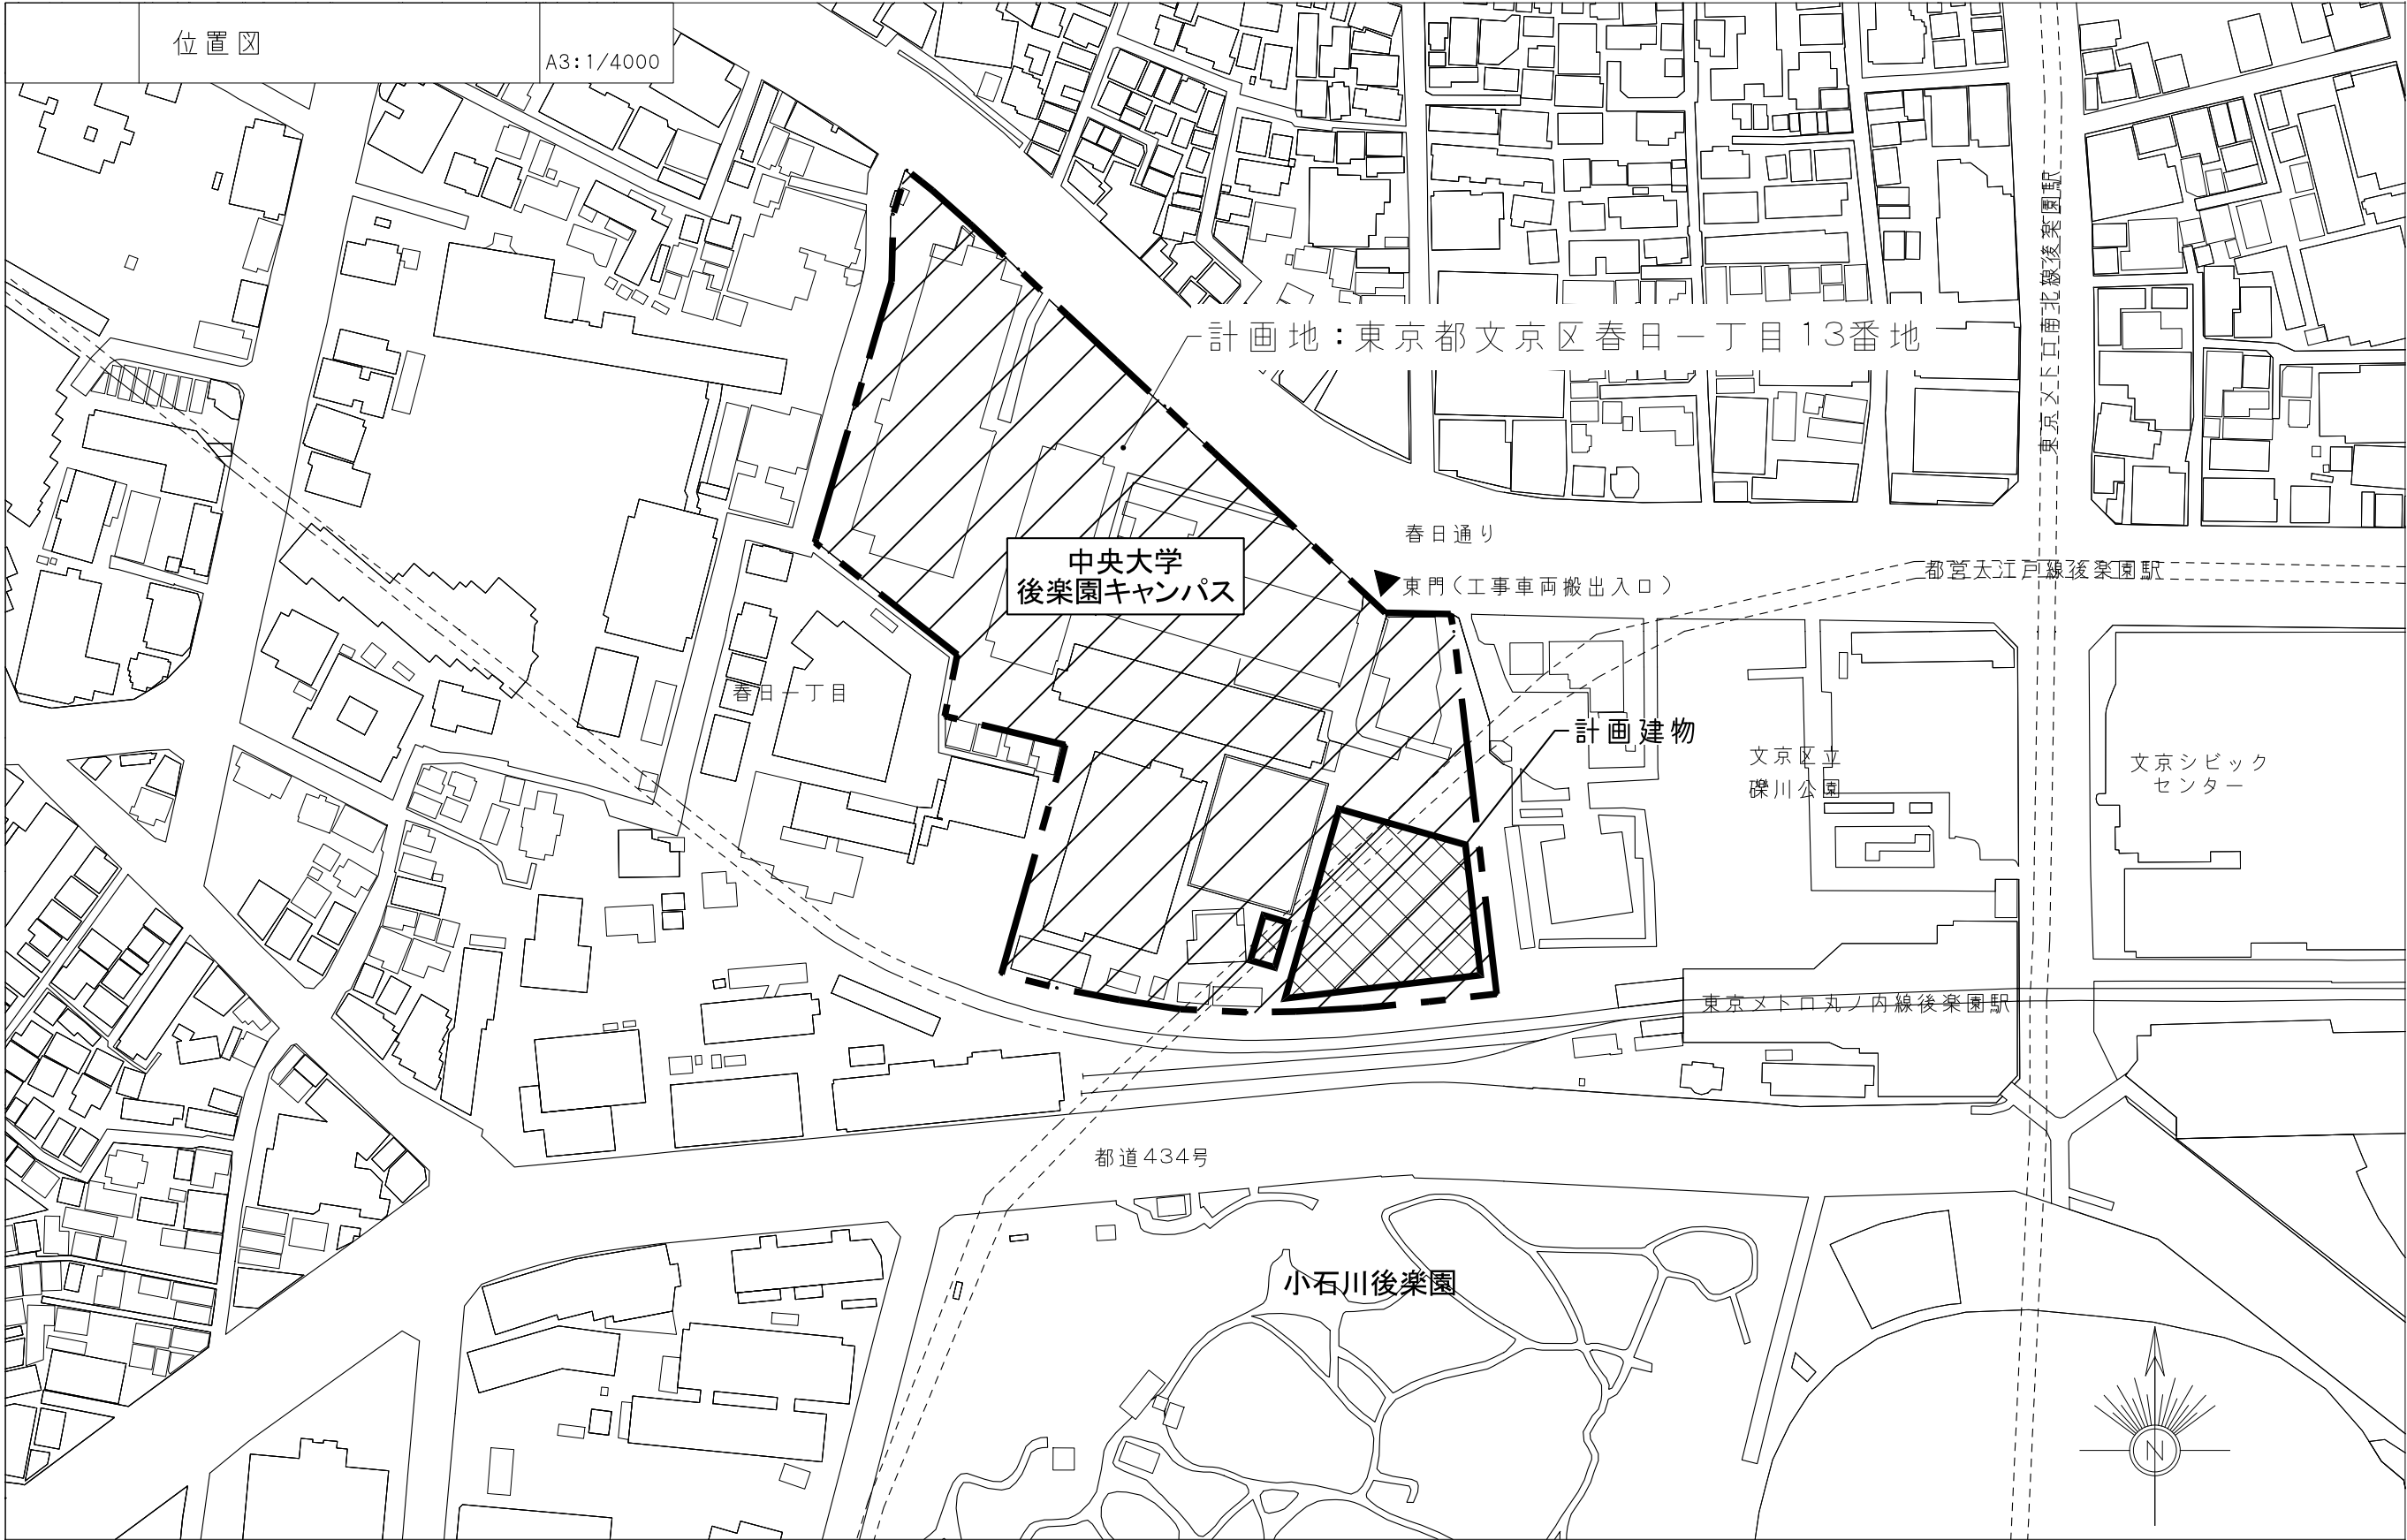 位置図
A3:1/4000
東京メトロ南北線後楽園駅
計画地：東京都文京区春日一丁目13番地
春日通り
中央大学
後楽園キャンパス
東門（工事車両搬出入口）
都営大江戸線後楽園駅
春日一丁目
計画建物
文京区立
礫川公園
文京シビック
センター
東京メトロ丸ノ内線後楽園駅
都道434号
小石川後楽園
N